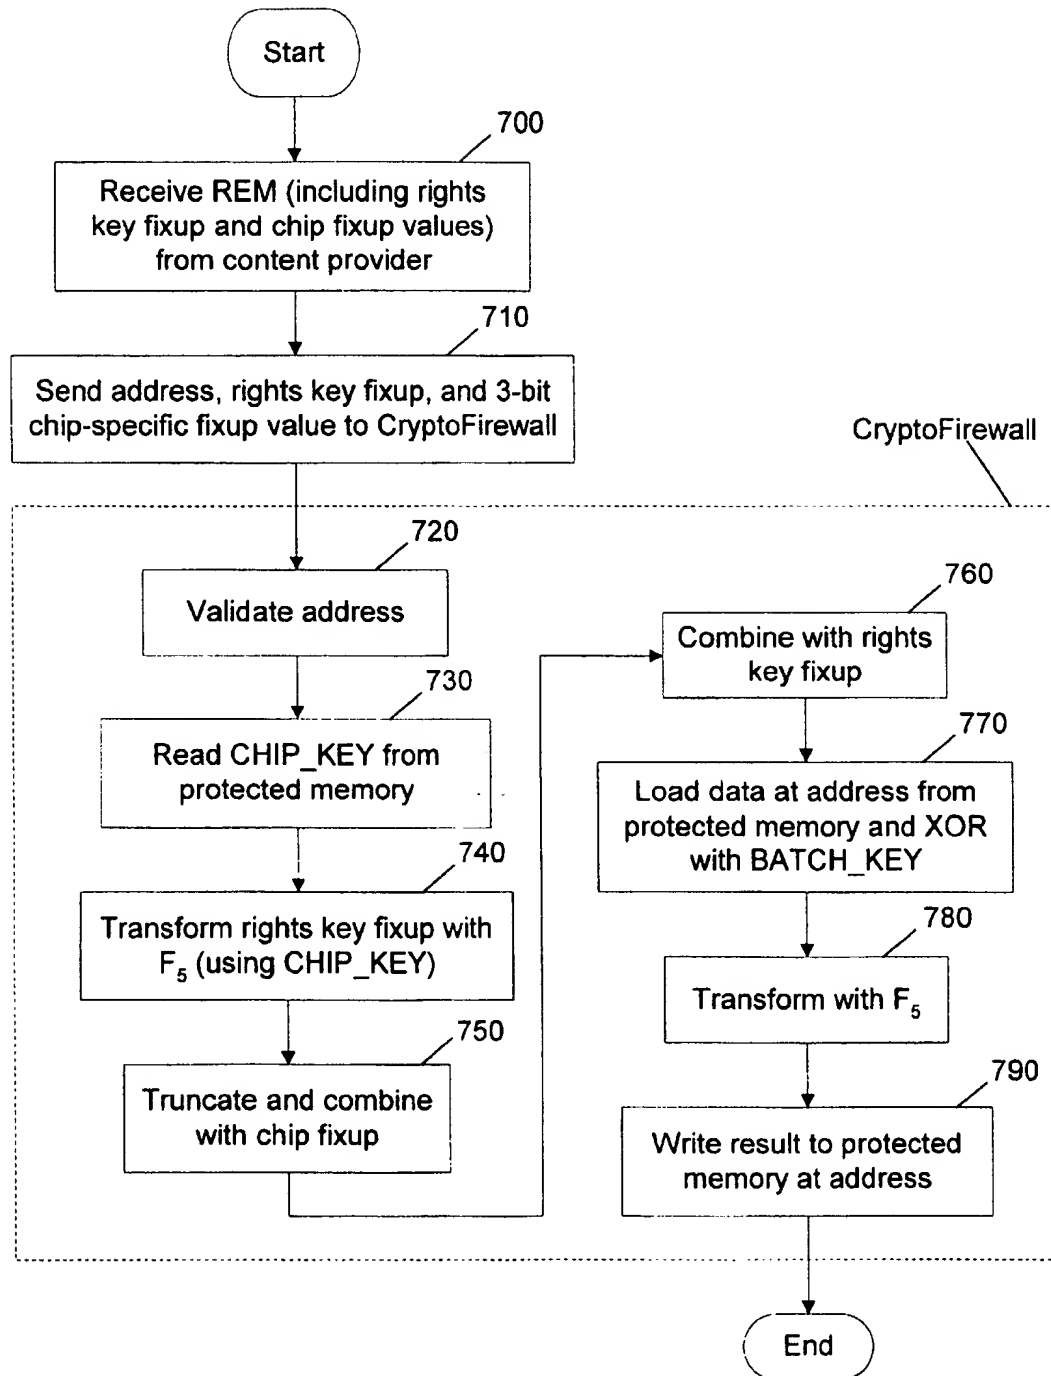 Start
700
Receive REM (including rights
key fixup and chip fixup values)
from content provider
710
Send address, rights key fixup, and 3-bit
chip-specific fixup value to CryptoFirewall
CryptoFirewall
720
Validate address
730
Read CHIP_KEY from
protected memory
740
Transform rights key fixup with
F₅ (using CHIP_KEY)
750
Truncate and combine
with chip fixup
760
Combine with rights
key fixup
770
Load data at address from
protected memory and XOR
with BATCH_KEY
780
Transform with F₅
790
Write result to protected
memory at address
End